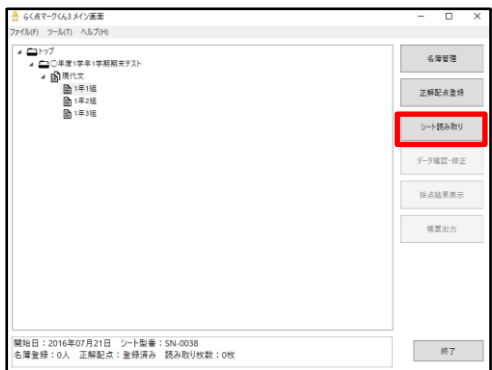 らく点マークくん3 メイン画面
ファイル(F) ツール(T) ヘルプ(H)
トップ
〇年度1学年1学期期末テスト
現代文
1年1組
1年2組
1年3組
名簿管理
正解配点登録
シート読み取り
データ確認・修正
採点結果表示
帳票出力
開始日：2016年07月21日 シート型番：SN-0038
名簿登録：0人 正解配点：登録済み 読み取り枚数：0枚
終了